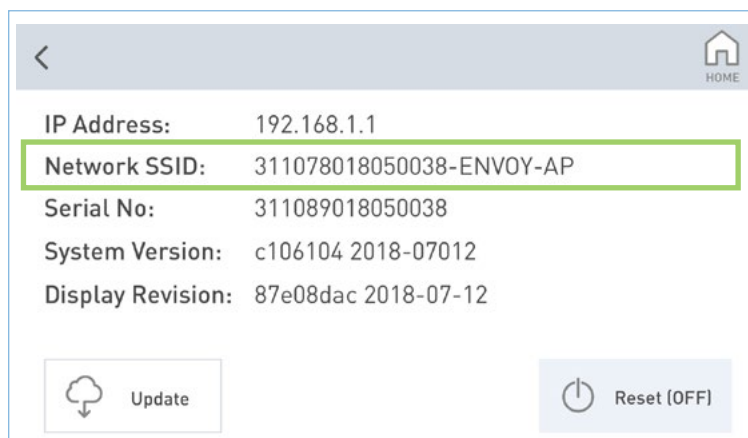 HOME
IP Address: 192.168.1.1
Network SSID: 311078018050038-ENVOY-AP
Serial No: 311089018050038
System Version: c106104 2018-07012
Display Revision: 87e08dac 2018-07-12
Update Reset (OFF)